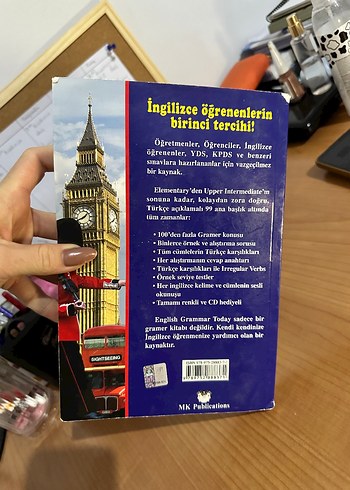 İngilizce öğrenenlerin
birinci tercihi!
Öğretmenler, Öğrenciler, İngilizce
öğrenenler, YDS, KPDS ve benzeri
sınavlara hazırlananlar için vazgeçilmez
bir kaynak.
Elementary'den Upper Intermediate'ın
sonuna kadar, kolaydan zora doğru,
Türkçe açıklamalı 99 ana başlık altında
tüm zamanlar:
• 100'den fazla Gramer konusu
• Binlerce örnek ve alıştırma sorusu
• Tüm cümlelerin Türkçe karşılıkları
• Her alıştırmanın cevap anahtarı
• Türkçe karşılıkları ile Irregular Verbs
• Örnek seviye testler
• Her ingilizce kelime ve cümlenin sesli
okunuşu
• Tamamı renkli ve CD hediyeli
English Grammar Today sadece bir
gramer kitabı değildir. Kendi kendinize
İngilizce öğrenmenize yardımcı olan bir
kaynaktır.
SIGHTSEEING
MK Publications